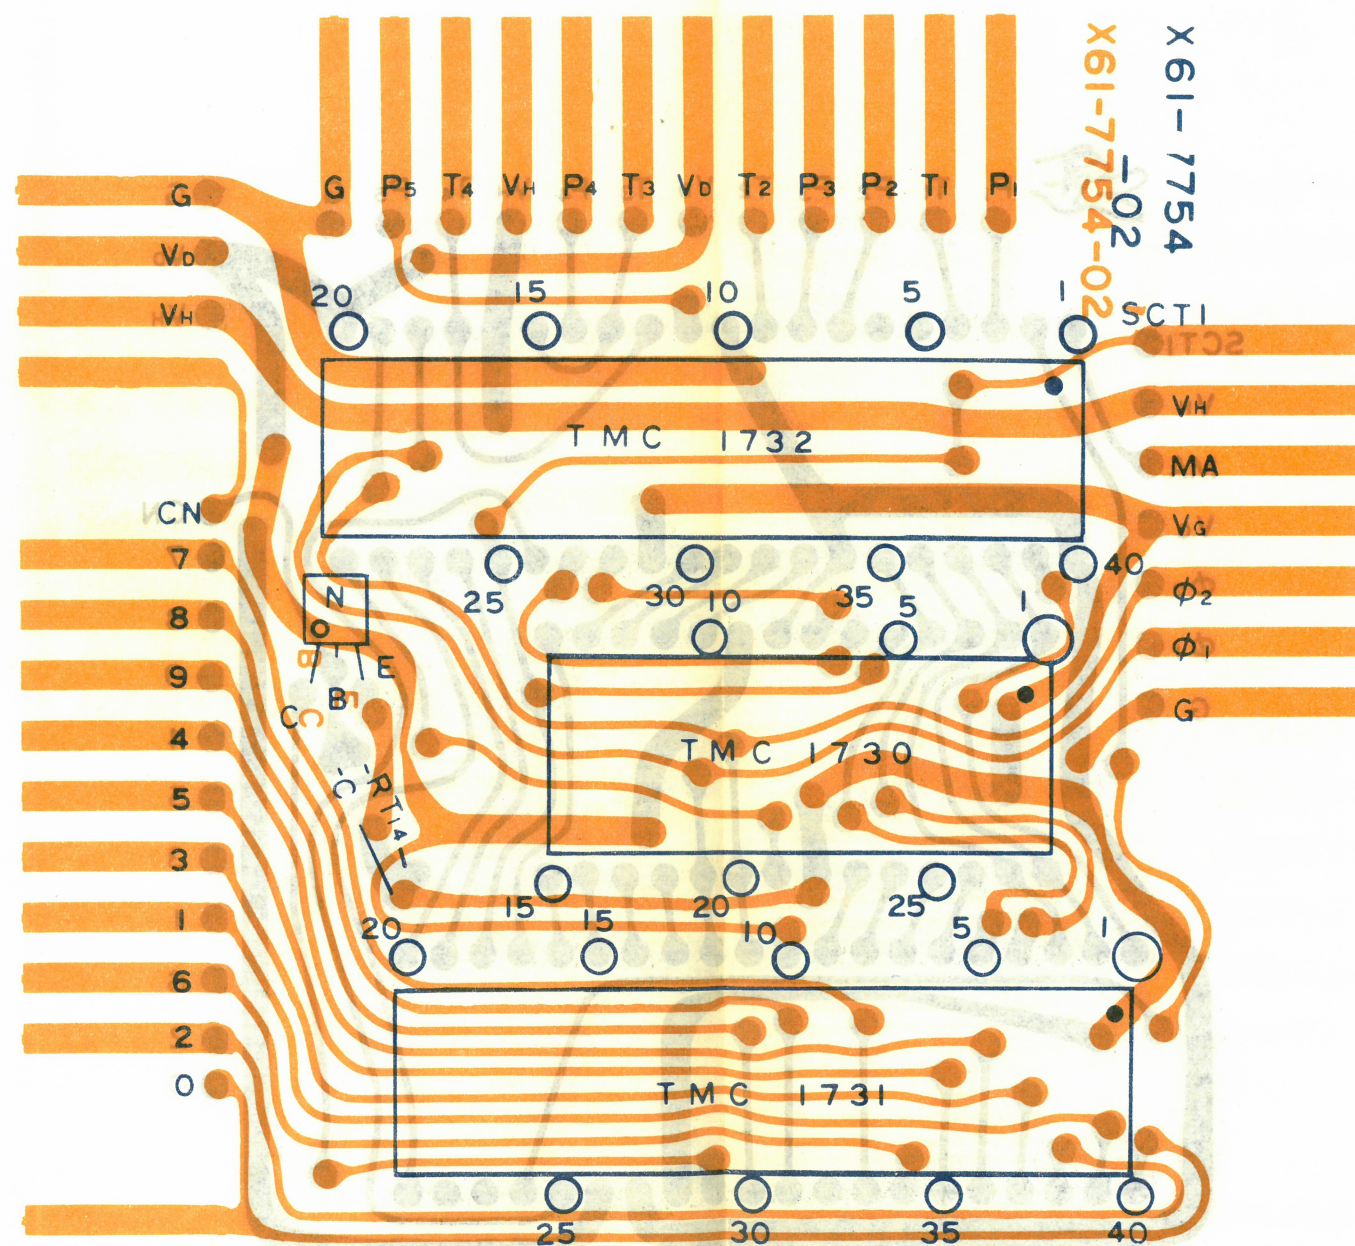 X61-7754
-02
X61-7754-02
G P5 T4 VH P4 T3 VD T2 P3 P2 T1 P1
G
VD
VH
20 15 10 5 1
SCT1
SCT1
VH
TMC 1732
MA
CN
VG
7
25 30 35 40
10 5 1
N
ϕ2
8
B
E
ϕ1
9
B
E
C
C
G
4
TMC 1730
-C-
RT14
5
3
15 20 25
1
20 15 10 5 1
6
2
0
TMC 1731
25 30 35 40